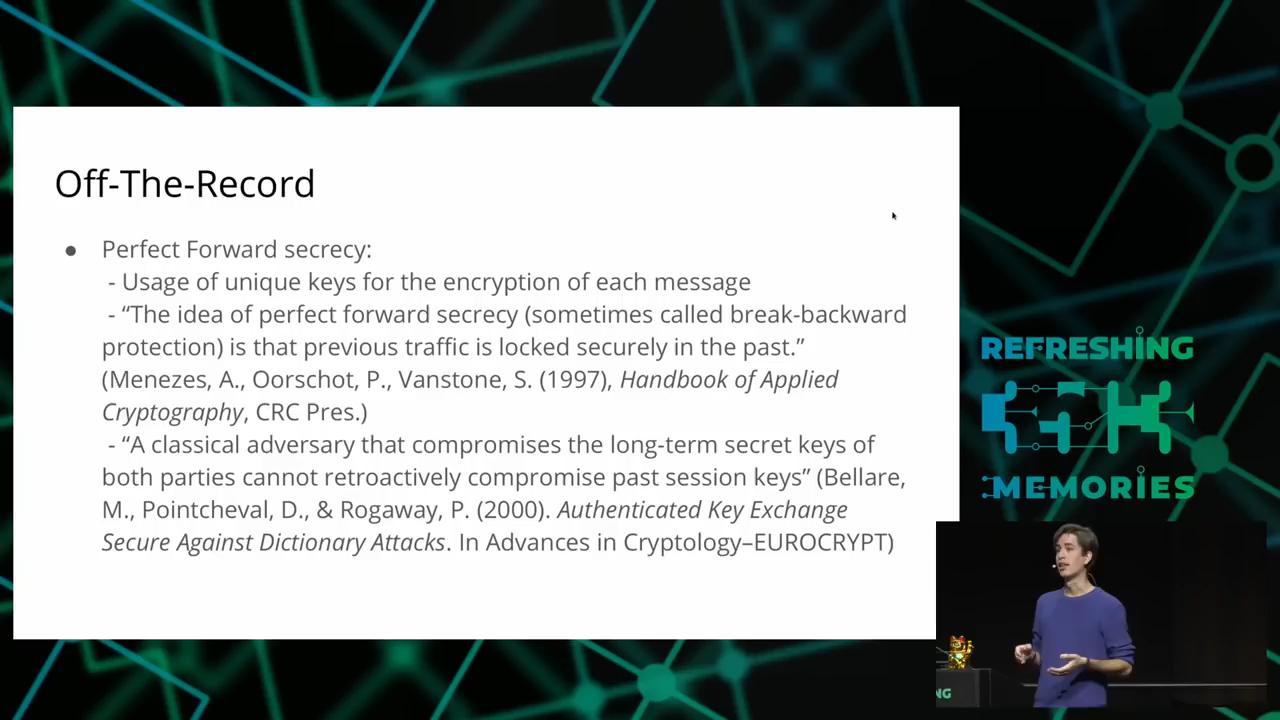 Off-The-Record
● Perfect Forward secrecy:
- Usage of unique keys for the encryption of each message
- “The idea of perfect forward secrecy (sometimes called break-backward
protection) is that previous traffic is locked securely in the past.”
(Menezes, A., Oorschot, P., Vanstone, S. (1997), Handbook of Applied
Cryptography, CRC Pres.)
- “A classical adversary that compromises the long-term secret keys of
both parties cannot retroactively compromise past session keys” (Bellare,
M., Pointcheval, D., & Rogaway, P. (2000). Authenticated Key Exchange
Secure Against Dictionary Attacks. In Advances in Cryptology–EUROCRYPT)
REFRESHING
MEMORIES
NG